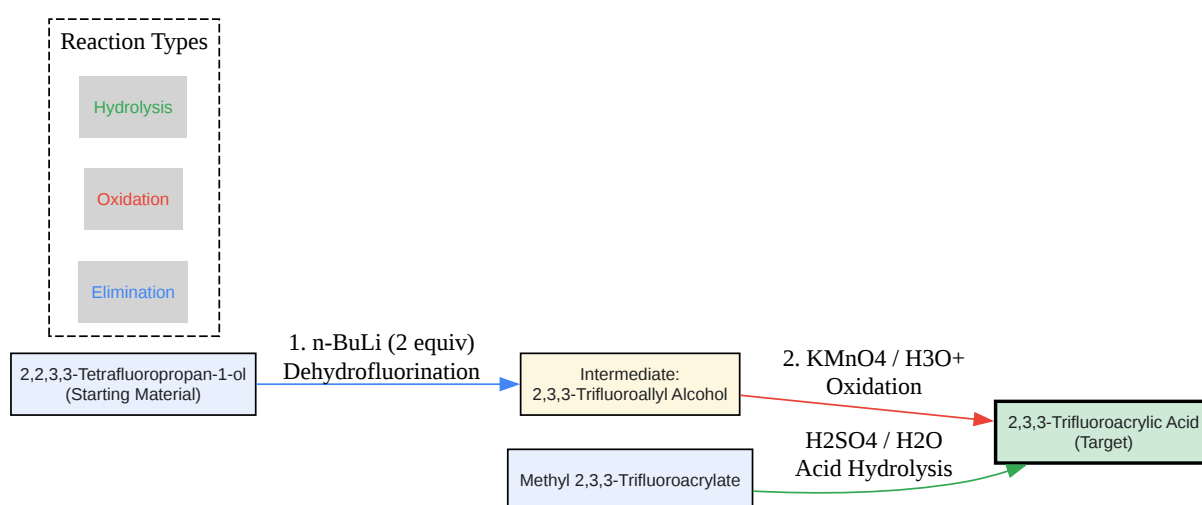 Reaction Types
Hydrolysis
Oxidation
Elimination
2,2,3,3-Tetrafluoropropan-1-ol
(Starting Material)
1. n-BuLi (2 equiv)
Dehydrofluorination
Intermediate:
2,3,3-Trifluoroallyl Alcohol
2. KMnO4 / H3O+
Oxidation
2,3,3-Trifluoroacrylic Acid
(Target)
H2SO4 / H2O
Acid Hydrolysis
Methyl 2,3,3-Trifluoroacrylate